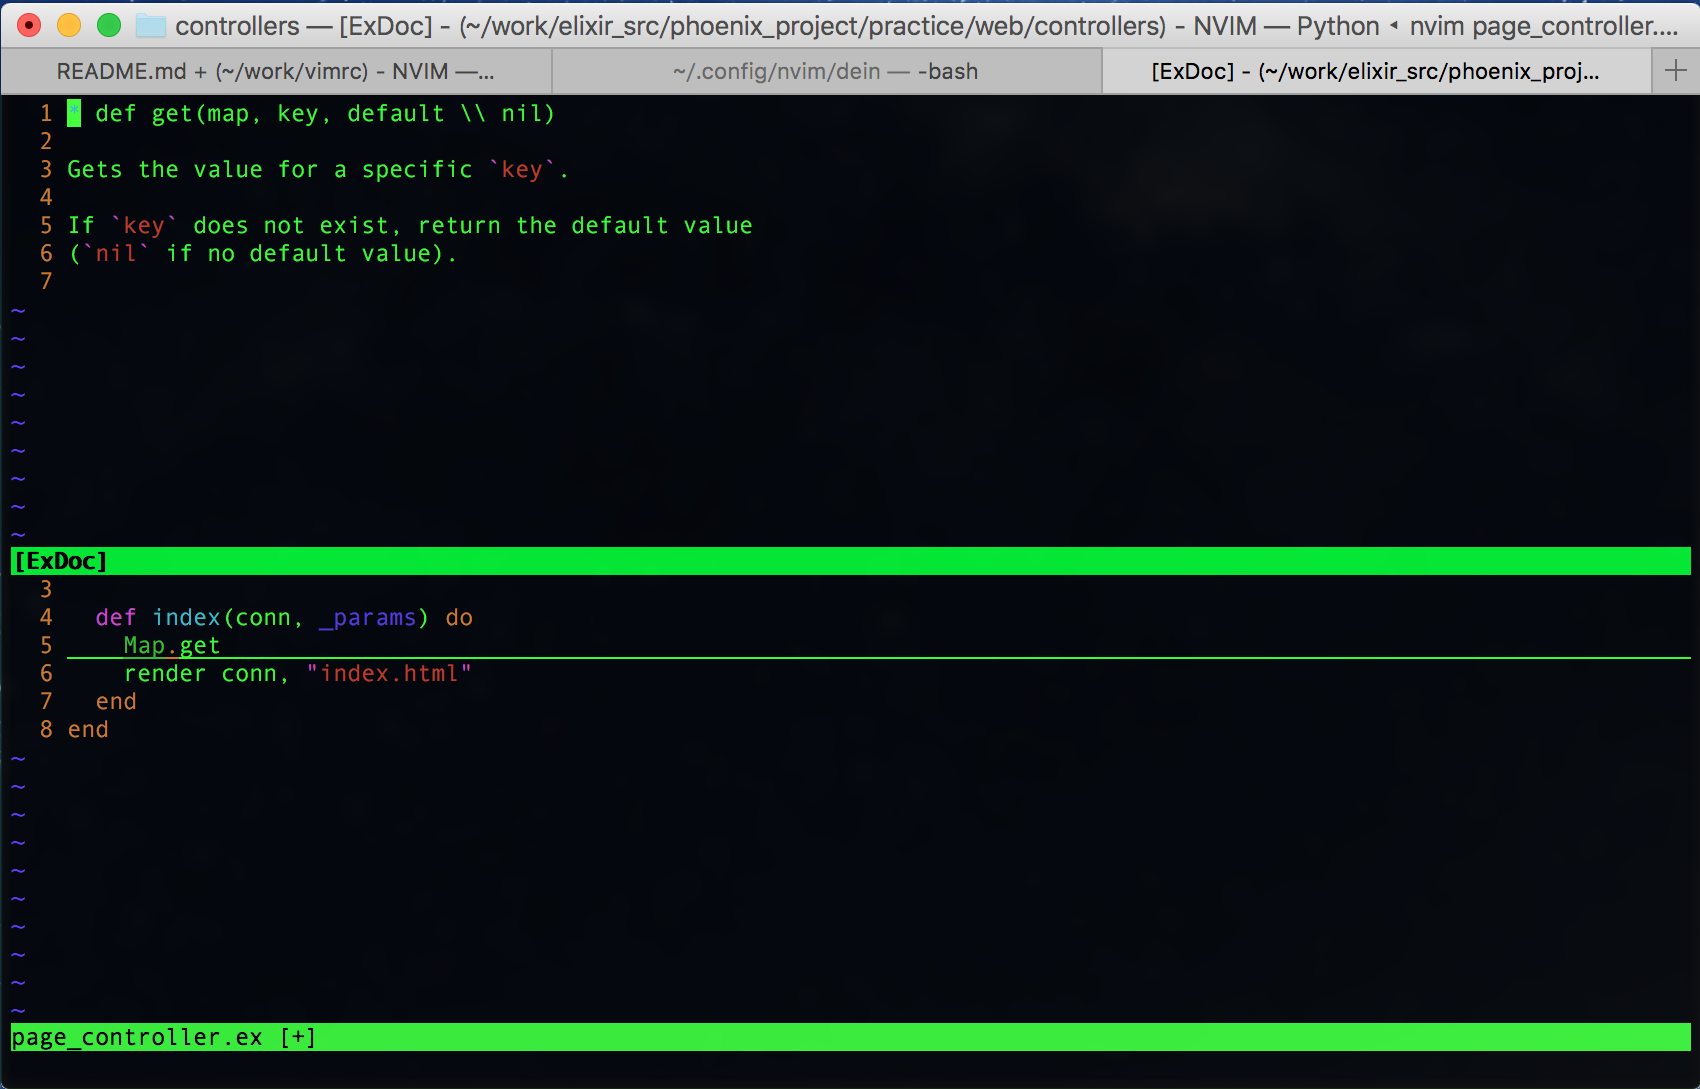 controllers — [ExDoc] - (~/work/elixir_src/phoenix_project/practice/web/controllers) - NVIM — Python ◂ nvim page_controller....
README.md + (~/work/vimrc) - NVIM —...
~/.config/nvim/dein — -bash
[ExDoc] - (~/work/elixir_src/phoenix_proj...
1 * def get(map, key, default \\ nil)
2
3 Gets the value for a specific `key`.
4
5 If `key` does not exist, return the default value
6 (`nil` if no default value).
7
~
~
~
~
~
~
~
~
~
[ExDoc]
3
4   def index(conn, _params) do
5     Map.get
6     render conn, "index.html"
7   end
8 end
~
~
~
~
~
~
~
~
~
~
page_controller.ex [+]